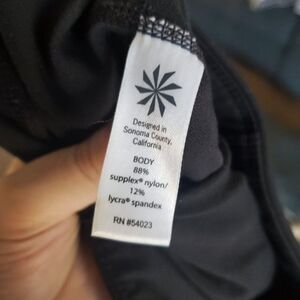 Designed in
Sonoma County,
California
BODY
88%
supplex® nylon/
12%
lycra® spandex
RN #54023